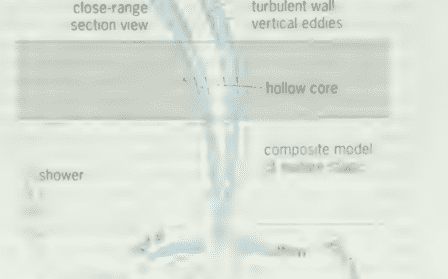 close-range
section view
turbulent wall
vertical eddies
hollow core
composite model
shower